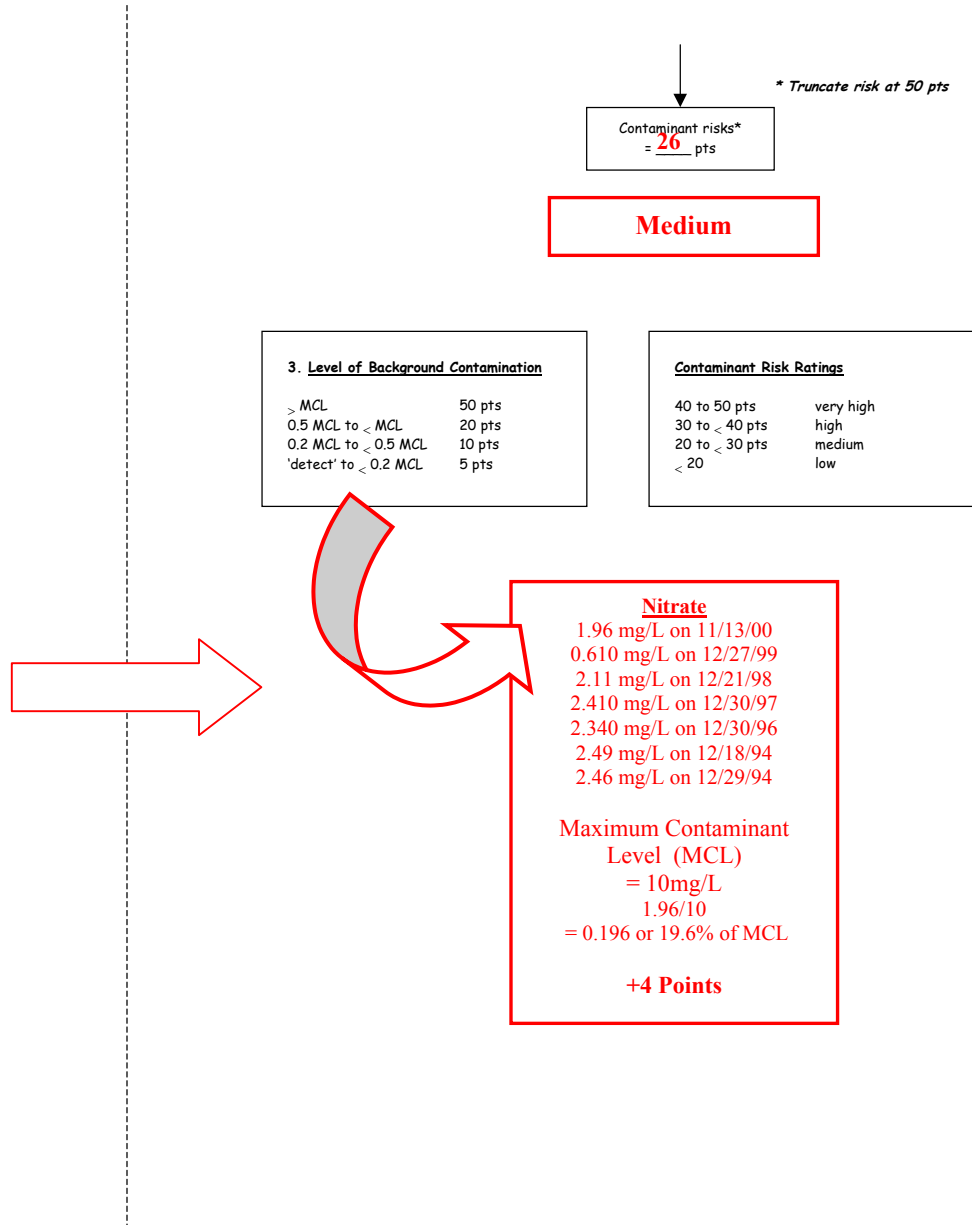 * Truncate risk at 50 pts
Contaminant risks*
= 26 pts
Medium
3. Level of Background Contamination
> MCL 50 pts
0.5 MCL to < MCL 20 pts
0.2 MCL to < 0.5 MCL 10 pts
'detect' to < 0.2 MCL 5 pts
Contaminant Risk Ratings
40 to 50 pts very high
30 to < 40 pts high
20 to < 30 pts medium
< 20 low
Nitrate
1.96 mg/L on 11/13/00
0.610 mg/L on 12/27/99
2.11 mg/L on 12/21/98
2.410 mg/L on 12/30/97
2.340 mg/L on 12/30/96
2.49 mg/L on 12/18/94
2.46 mg/L on 12/29/94
Maximum Contaminant
Level (MCL)
= 10mg/L
1.96/10
= 0.196 or 19.6% of MCL
+4 Points